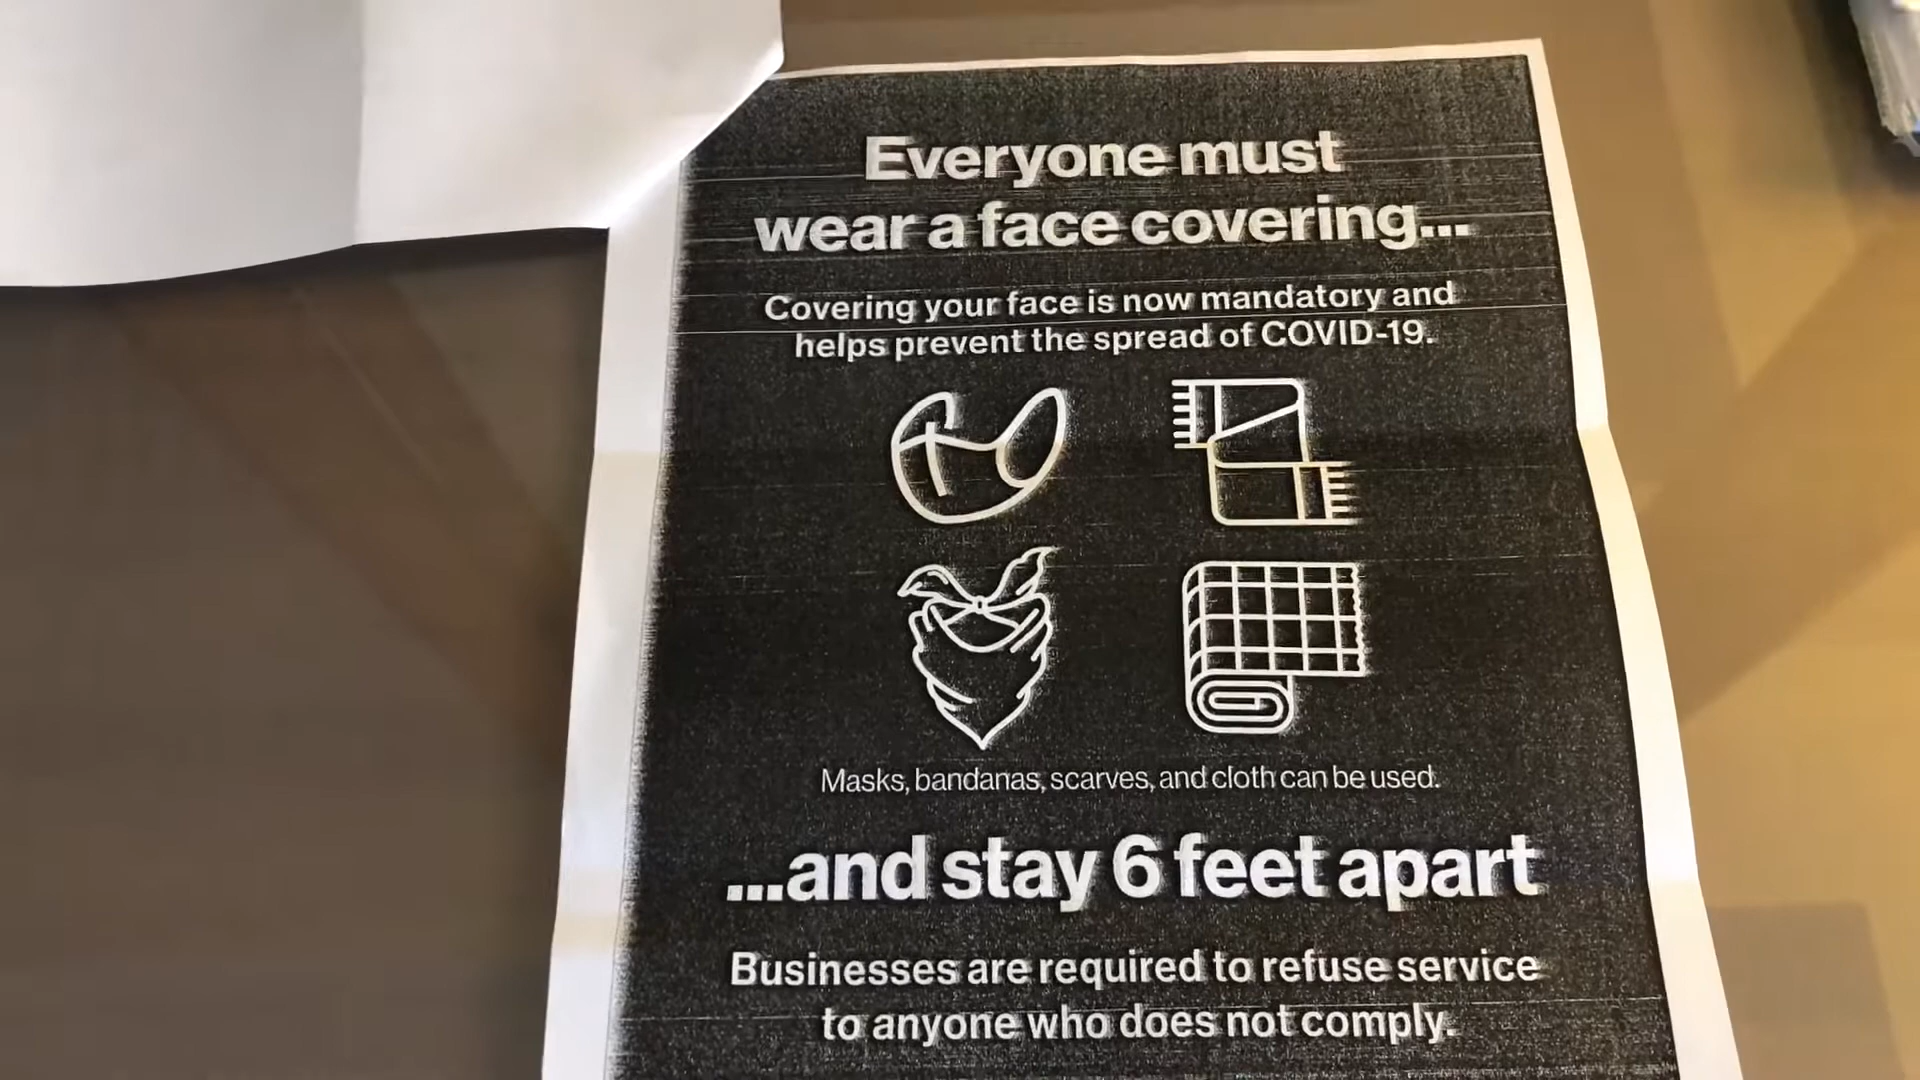 Everyone must
wear a face covering...
Covering your face is now mandatory and
helps prevent the spread of COVID-19.
Masks, bandanas, scarves, and cloth can be used.
...and stay 6 feet apart
Businesses are required to refuse service
to anyone who does not comply.